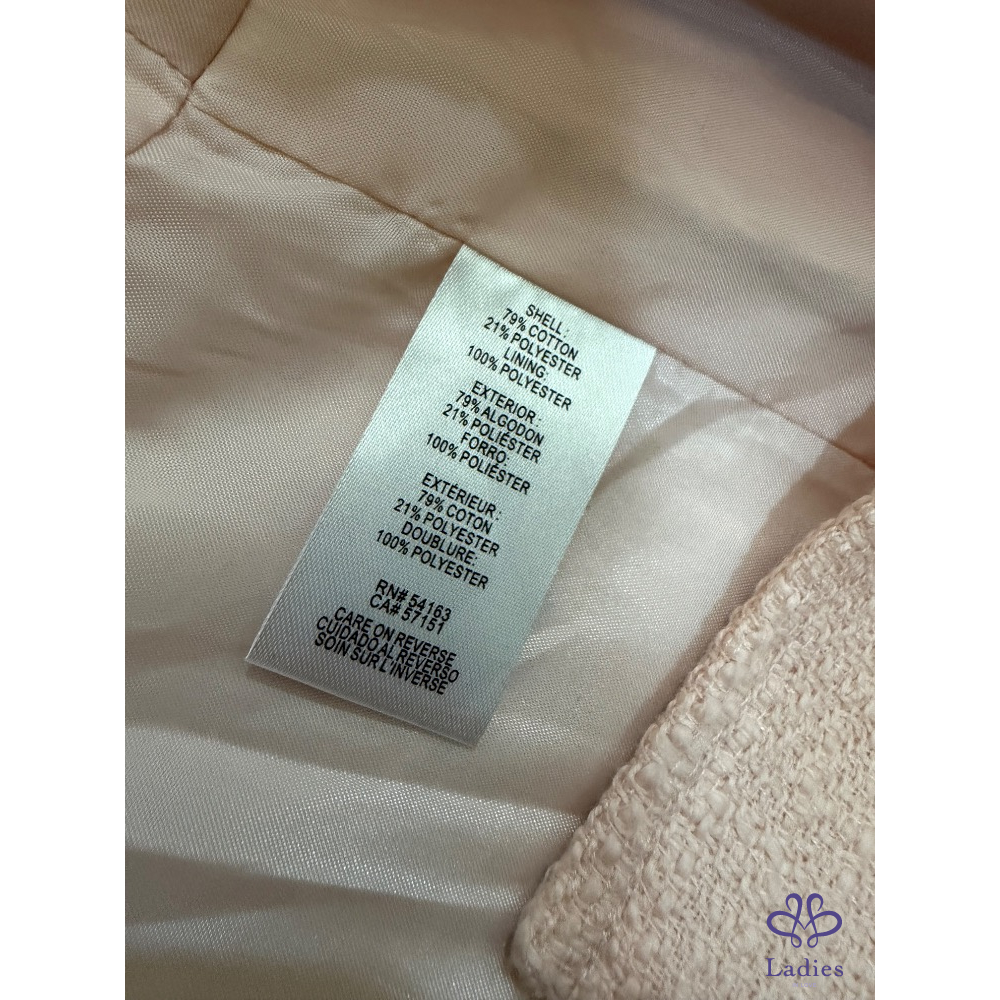 SHELL:
79% COTTON
21% POLYESTER
LINING:
100% POLYESTER
EXTERIOR:
79% ALGODON
21% POLIÉSTER
FORRO:
100% POLIÉSTER
EXTÉRIEUR:
79% COTON
21% POLYESTER
DOUBLURE:
100% POLYESTER
RN# 54163
CA# 57151
CARE ON REVERSE
CUIDADO AL REVERSO
SOIN SUR L'INVERSE
Ladies